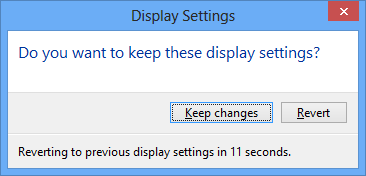 Display Settings
Do you want to keep these display settings?
Keep changes Revert
Reverting to previous display settings in 11 seconds.